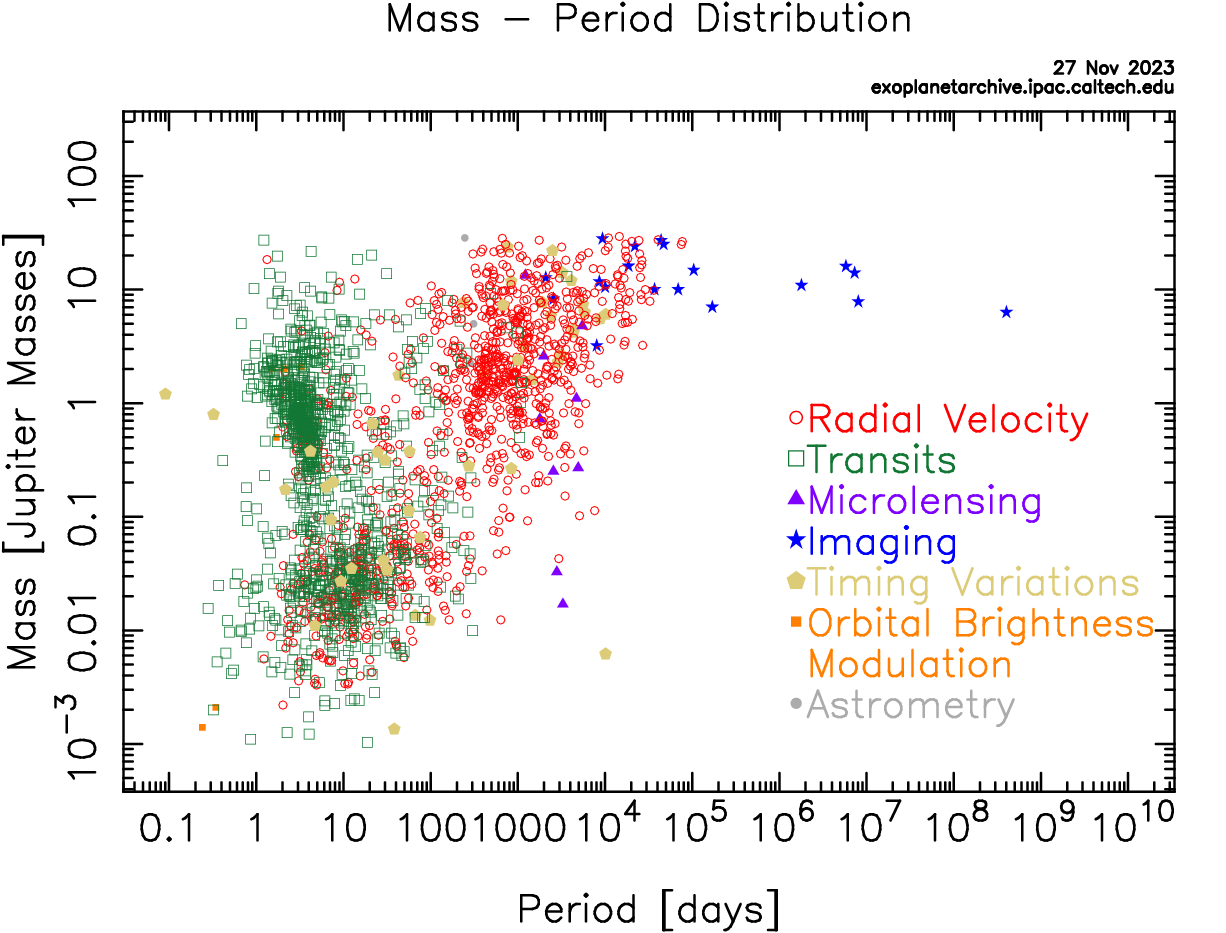 Mass − Period Distribution
27 Nov 2023
exoplanetarchive.ipac.caltech.edu
100
10
1
0.1
0.01
10−3
Mass [Jupiter Masses]
Radial Velocity
Transits
Microlensing
Imaging
Timing Variations
Orbital Brightness
Modulation
Astrometry
0.1 1 10 100 1000 10^4 10^5 10^6 10^7 10^8 10^9 10^10
Period [days]